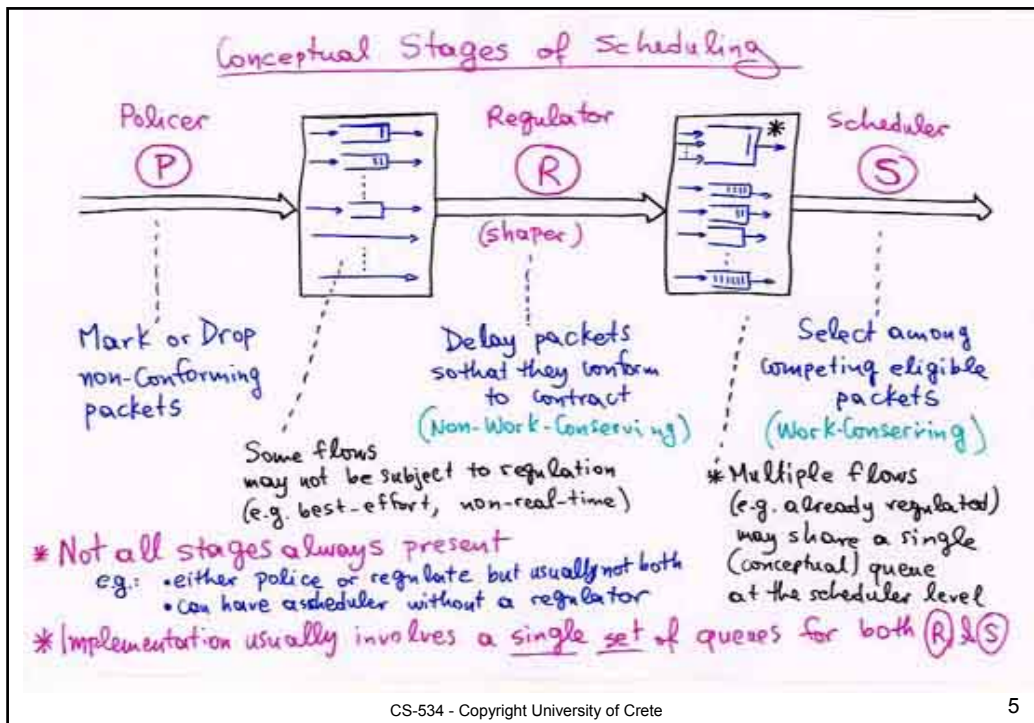 Conceptual Stages of Scheduling
Policer
P
Regulator
R
(shaper)
*
Scheduler
S
Mark or Drop
non-Conforming
packets
Some flows
may not be subject to regulation
(e.g. best-effort, non-real-time)
Delay packets
so that they conform
to contract
(Non-Work-Conserving)
Select among
competing eligible
packets
(Work-Conserving)
* Multiple flows
(e.g. already regulated)
may share a single
(conceptual) queue
at the scheduler level
* Not all stages always present
e.g.: • either police or regulate but usually not both
• can have a scheduler without a regulator
* Implementation usually involves a single set of queues for both R & S
CS-534 - Copyright University of Crete
5